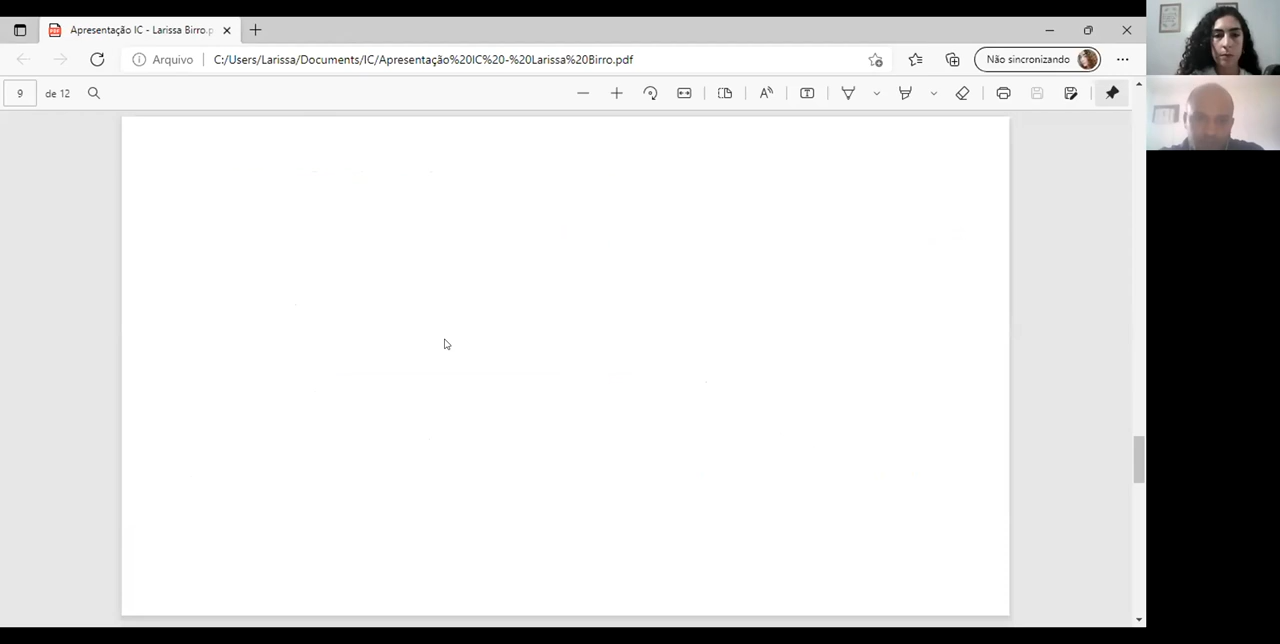 Apresentação IC - Larissa Birro.p
Arquivo
C:/Users/Larissa/Documents/IC/Apresentação%20IC%20-%20Larissa%20Birro.pdf
Não sincronizando
9 de 12